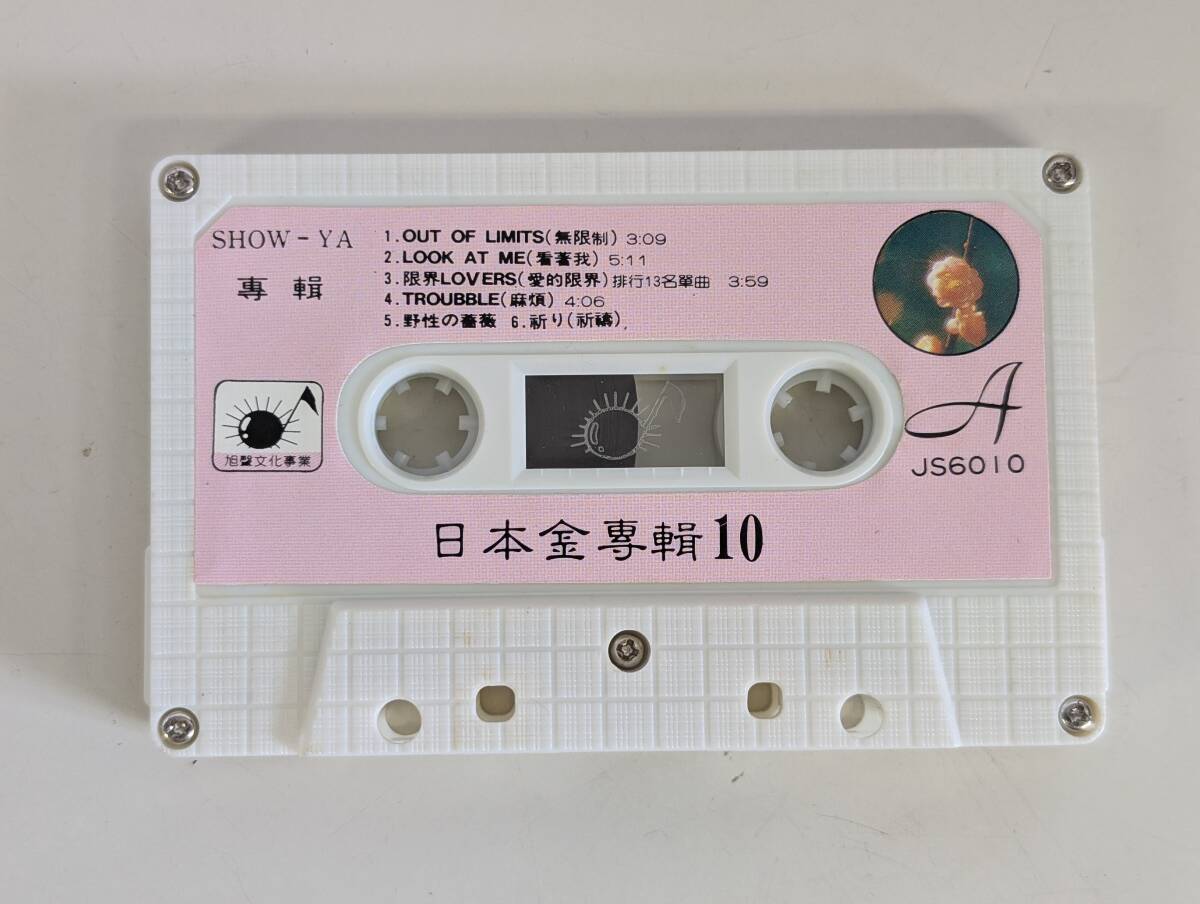 SHOW-YA
專輯
1.OUT OF LIMITS(無限制) 3:09
2.LOOK AT ME(看著我) 5:11
3.限界LOVERS(愛的限界)排行13名單曲 3:59
4.TROUBBLE(麻煩) 4:06
5.野性の薔薇 6.祈り(祈禱)
旭聲文化事業
A
JS6010
日本金專輯10